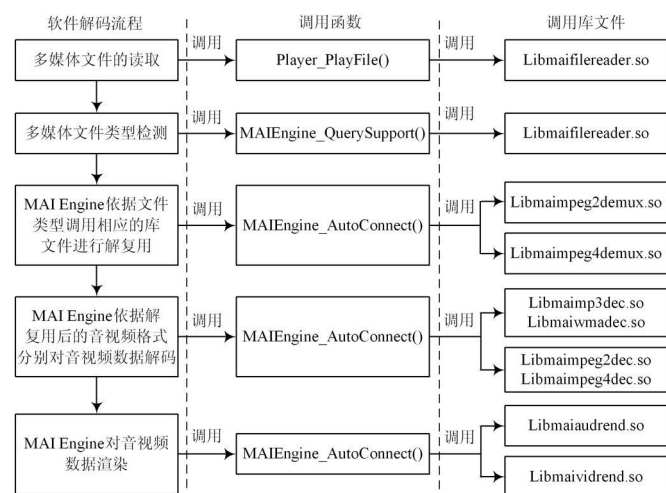 软件解码流程
调用函数
调用库文件
多媒体文件的读取
调用
Player_PlayFile()
调用
Libmaifilereader.so
多媒体文件类型检测
调用
MAIEngine_QuerySupport()
调用
Libmaifilereader.so
MAI Engine依据文件
类型调用相应的库
文件进行解复用
调用
MAIEngine_AutoConnect()
调用
Libmaimpeg2demux.so
Libmaimpeg4demux.so
MAI Engine依据解
复用后的音视频格式
分别对音视频数据解码
调用
MAIEngine_AutoConnect()
调用
Libmaimp3dec.so
Libmaiwmadec.so
Libmaimpeg2dec.so
Libmaimpeg4dec.so
MAI Engine对音视频
数据渲染
调用
MAIEngine_AutoConnect()
调用
Libmaiaudrend.so
Libmaividrend.so